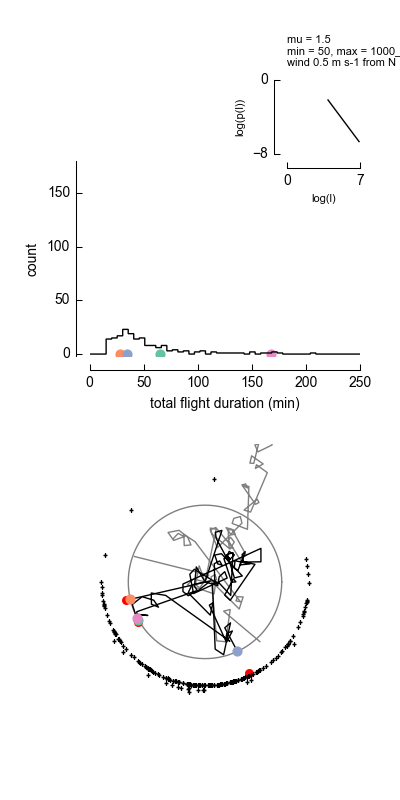 mu = 1.5
min = 50, max = 1000_
wind 0.5 m s-1 from N
0
−8
log(p(l))
0
7
log(l)
150
100
50
0
count
0
50
100
150
200
250
total flight duration (min)